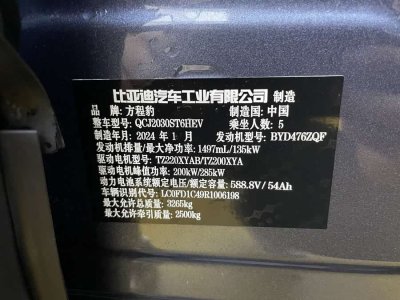 比亚迪汽车工业有限公司 制造
品牌：方程豹 制造国：中国
整车型号：QCJ2030ST6HEV 乘坐人数：5
制造年月：2024年1月 发动机型号：BYD476ZQF
发动机排量/最大净功率：1497mL/135kW
驱动电机型号：TZ220XYAB/TZ200XYA
驱动电机峰值功率：200kW/285kW
动力电池系统额定电压/额定容量：588.8V/54Ah
车辆识别代号：LC0FD1C49R1006198
最大允许总质量：3265kg
最大允许牵引质量：2500kg